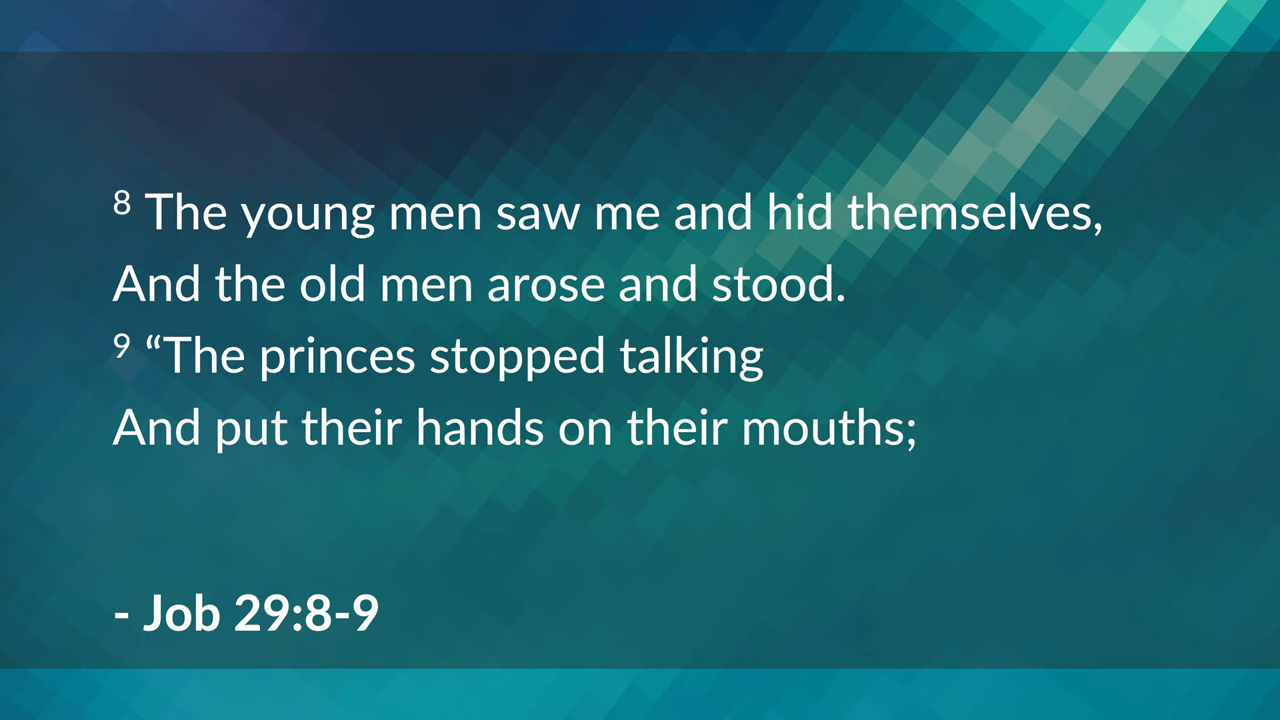 8 The young men saw me and hid themselves,
And the old men arose and stood.
9 “The princes stopped talking
And put their hands on their mouths;
- Job 29:8-9